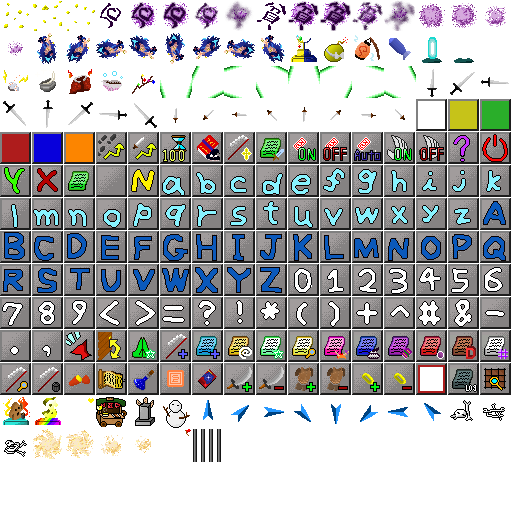 100 ON OFF Auto ON OFF ?
Y X N a b c d e f g h i j k
l m n o p q r s t u v w x y z A
B C D E F G H I J K L M N O P Q
R S T U V W X Y Z 0 1 2 3 4 5 6
7 8 9 < > = ? ! * ( ) + ^ # & -
. ,